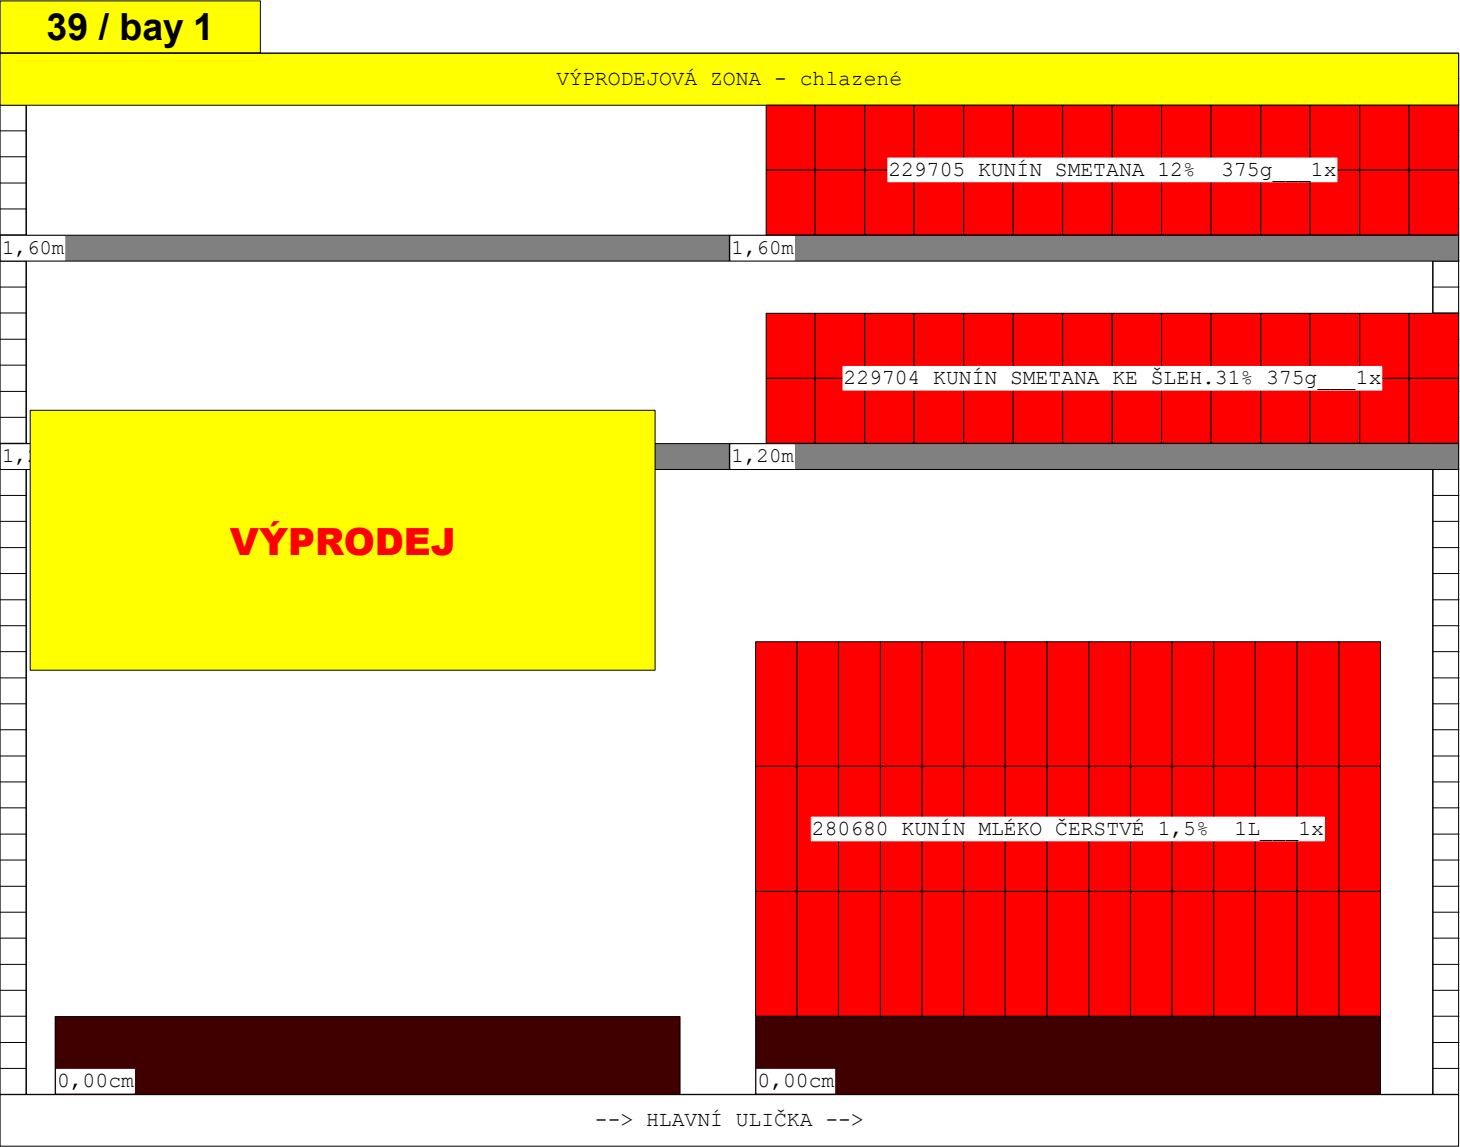 39 / bay 1
VÝPRODEJOVÁ ZONA - chlazené
229705 KUNÍN SMETANA 12%  375g___1x
1,60m
1,60m
229704 KUNÍN SMETANA KE ŠLEH.31% 375g___1x
1,20m
VÝPRODEJ
280680 KUNÍN MLÉKO ČERSTVÉ 1,5%  1L___1x
0,00cm
0,00cm
--> HLAVNÍ ULIČKA -->